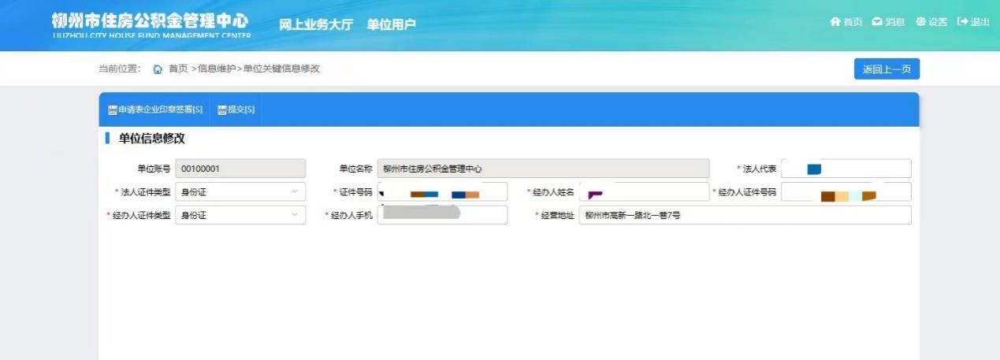 柳州市住房公积金管理中心 网上业务大厅 单位用户 首页 消息 设置 退出
LIUZHOU CITY HOUSE FUND MANAGEMENT CENTER
当前位置： 首页 >信息维护>单位关键信息修改 返回上一页
申请表企业印章签署[S] 提交[S]
单位信息修改
单位账号 00100001 单位名称 柳州市住房公积金管理中心 * 法人代表
* 法人证件类型 身份证 * 证件号码 * 经办人姓名 * 经办人证件号码
* 经办人证件类型 身份证 * 经办人手机 * 经营地址 柳州市高新一路北一巷7号